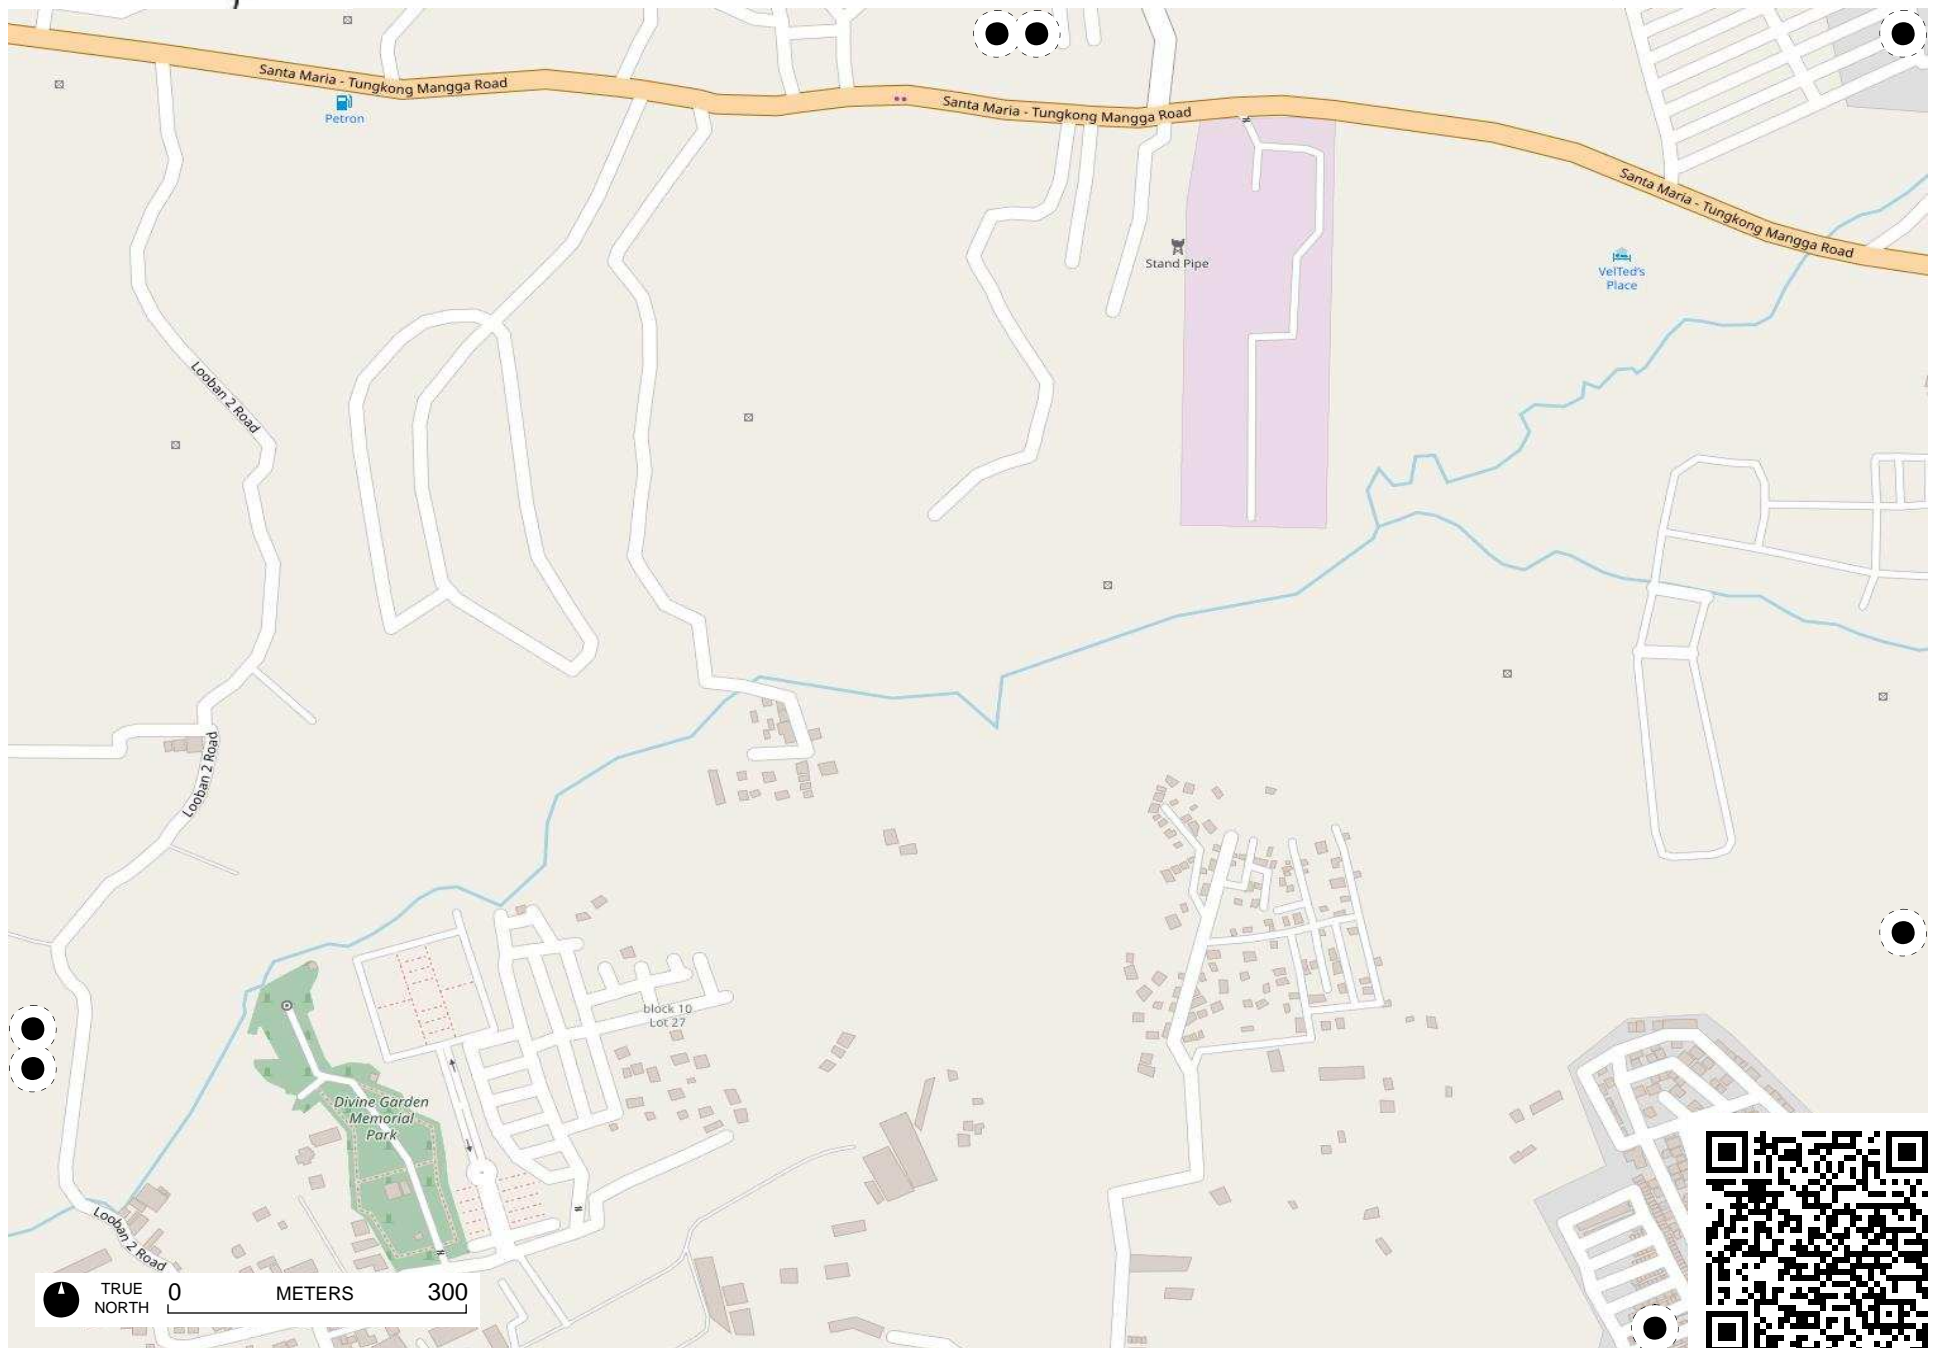 Santa Maria - Tungkong Mangga Road
Petron
Santa Maria - Tungkong Mangga Road
Santa Maria - Tungkong Mangga Road
Stand Pipe
VelTed's
Place
Looban 2 Road
Looban 2 Road
block 10
Lot 27
Divine Garden
Memorial
Park
Looban 2 Road
TRUE
NORTH
0 METERS 300